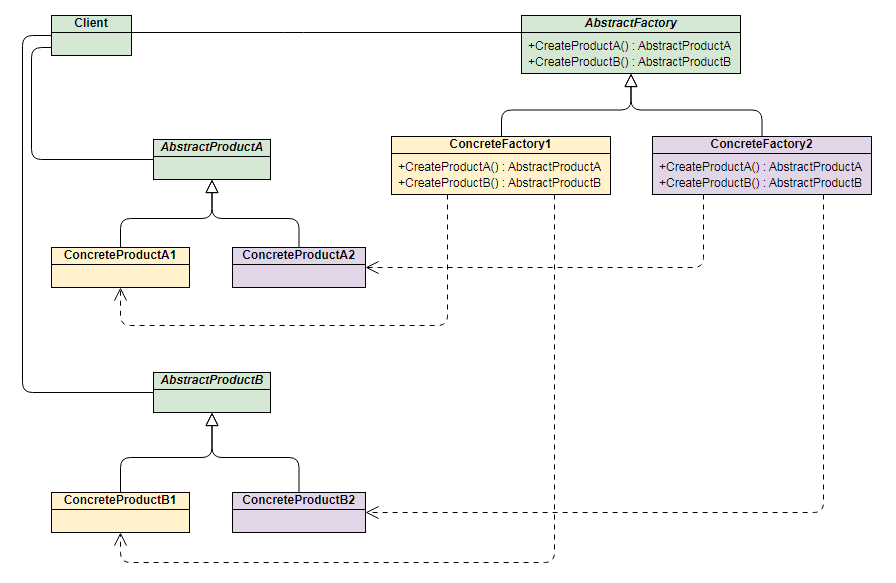 Client
AbstractFactory
+CreateProductA() : AbstractProductA
+CreateProductB() : AbstractProductB
AbstractProductA
ConcreteFactory1
+CreateProductA() : AbstractProductA
+CreateProductB() : AbstractProductB
ConcreteFactory2
+CreateProductA() : AbstractProductA
+CreateProductB() : AbstractProductB
ConcreteProductA1
ConcreteProductA2
AbstractProductB
ConcreteProductB1
ConcreteProductB2